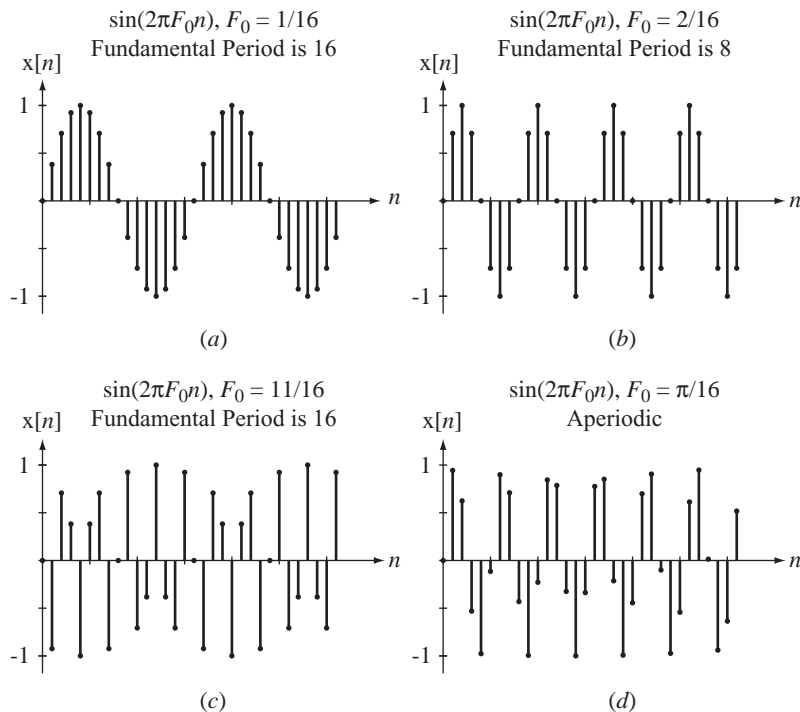 sin(2πF₀n), F₀ = 1/16
Fundamental Period is 16
x[n]
1
n
-1
(a)
sin(2πF₀n), F₀ = 2/16
Fundamental Period is 8
x[n]
1
n
-1
(b)
sin(2πF₀n), F₀ = 11/16
Fundamental Period is 16
x[n]
1
n
-1
(c)
sin(2πF₀n), F₀ = π/16
Aperiodic
x[n]
1
n
-1
(d)